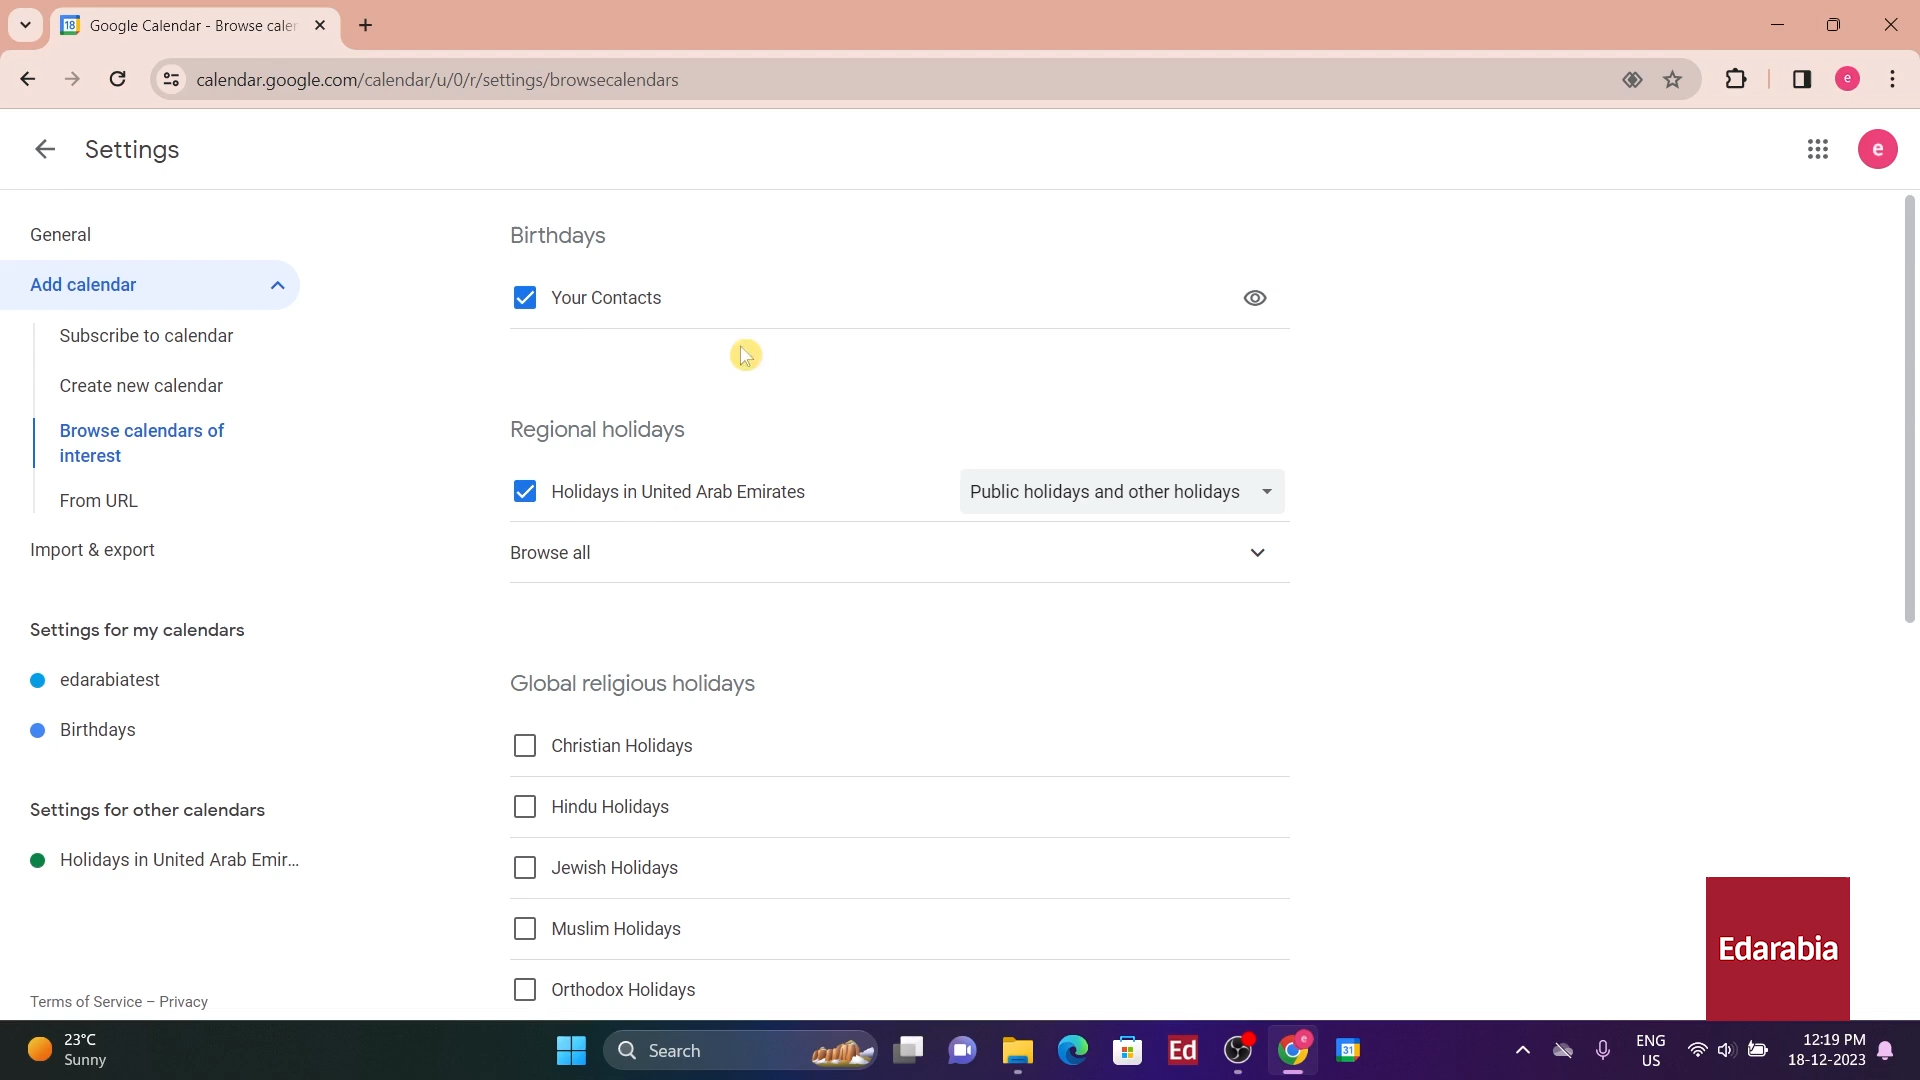 18
Google Calendar - Browse caler
calendar.google.com/calendar/u/0/r/settings/browsecalendars
e
Settings
e
General
Add calendar
Subscribe to calendar
Create new calendar
Browse calendars of
interest
From URL
Import & export
Settings for my calendars
edarabiatest
Birthdays
Settings for other calendars
Holidays in United Arab Emir...
Terms of Service – Privacy
Birthdays
Your Contacts
Regional holidays
Holidays in United Arab Emirates
Public holidays and other holidays
Browse all
Global religious holidays
Christian Holidays
Hindu Holidays
Jewish Holidays
Muslim Holidays
Orthodox Holidays
Edarabia
23°C
Sunny
Search
Ed
e
31
ENG
US
12:19 PM
18-12-2023